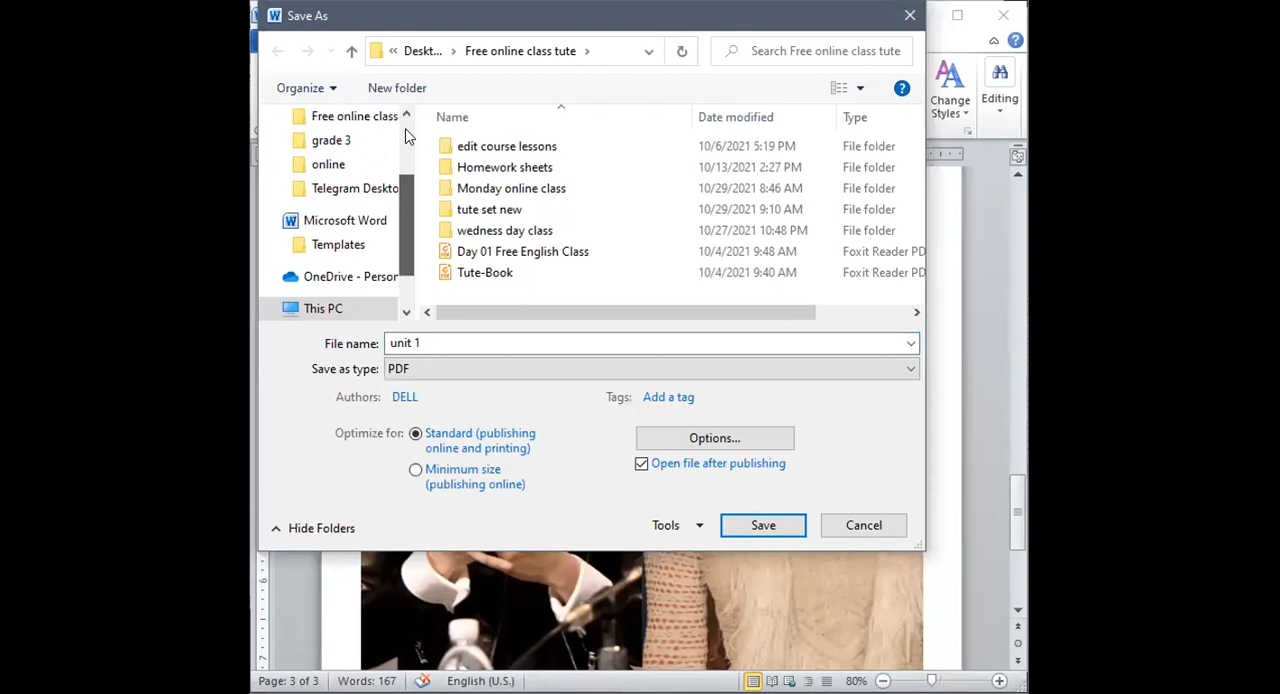 Save As
« Deskt... › Free online class tute ›
Search Free online class tute
Organize
New folder
Free online class
grade 3
online
Telegram Deskto
Microsoft Word
Templates
OneDrive - Person
This PC
Name
Date modified
Type
edit course lessons 10/6/2021 5:19 PM File folder
Homework sheets 10/13/2021 2:27 PM File folder
Monday online class 10/29/2021 8:46 AM File folder
tute set new 10/29/2021 9:10 AM File folder
wedness day class 10/27/2021 10:48 PM File folder
Day 01 Free English Class 10/4/2021 9:48 AM Foxit Reader PD
Tute-Book 10/4/2021 9:40 AM Foxit Reader PD
File name: unit 1
Save as type: PDF
Authors: DELL
Tags: Add a tag
Optimize for: Standard (publishing
online and printing)
Minimum size
(publishing online)
Options...
Open file after publishing
Hide Folders
Tools
Save
Cancel
Change
Styles
Editing
Page: 3 of 3
Words: 167
English (U.S.)
80%